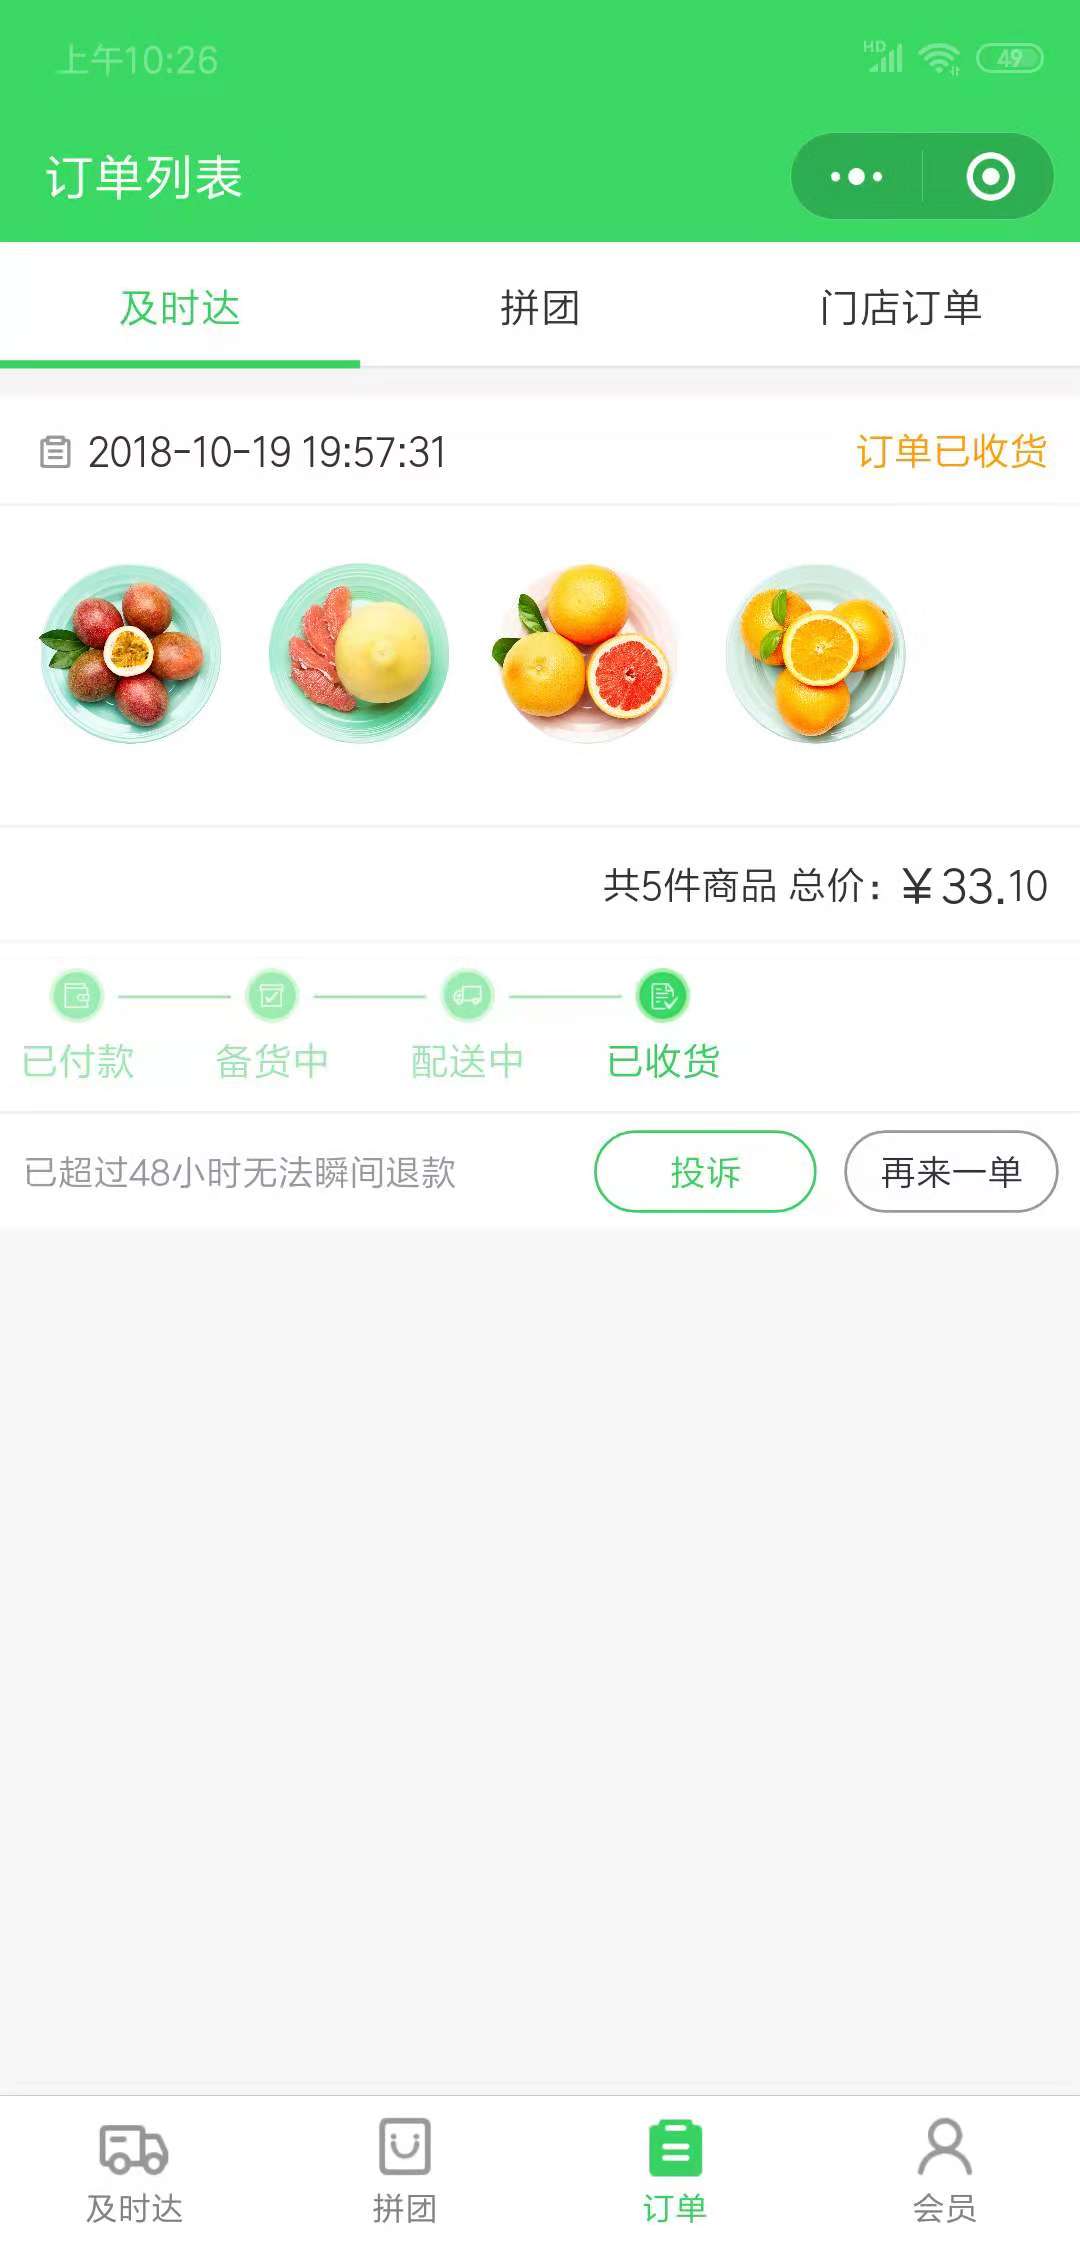 上午10:26
HD
49
订单列表
及时达 拼团 门店订单
2018-10-19 19:57:31 订单已收货
共5件商品 总价：￥33.10
已付款 备货中 配送中 已收货
已超过48小时无法瞬间退款 投诉 再来一单
及时达 拼团 订单 会员